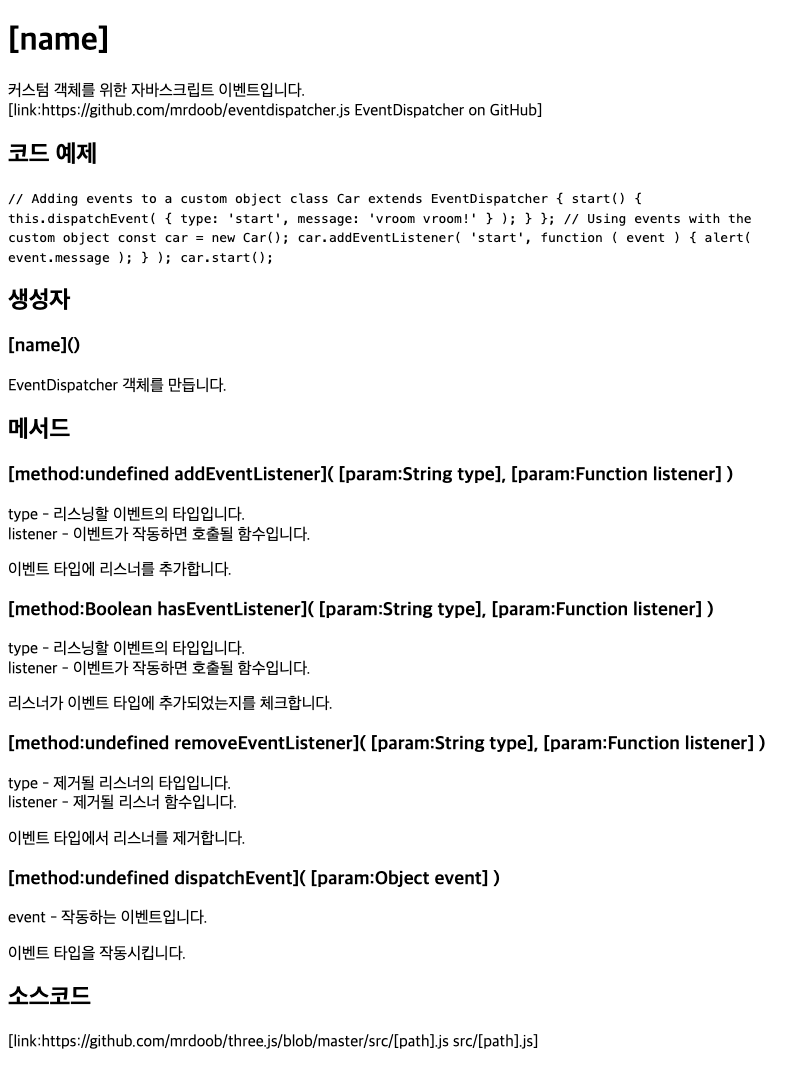 [name]
커스텀 객체를 위한 자바스크립트 이벤트입니다.
[link:https://github.com/mrdoob/eventdispatcher.js EventDispatcher on GitHub]
코드 예제
// Adding events to a custom object class Car extends EventDispatcher { start() {
this.dispatchEvent( { type: 'start', message: 'vroom vroom!' } ); } }; // Using events with the
custom object const car = new Car(); car.addEventListener( 'start', function ( event ) { alert(
event.message ); } ); car.start();
생성자
[name]()
EventDispatcher 객체를 만듭니다.
메서드
[method:undefined addEventListener]( [param:String type], [param:Function listener] )
type - 리스닝할 이벤트의 타입입니다.
listener - 이벤트가 작동하면 호출될 함수입니다.
이벤트 타입에 리스너를 추가합니다.
[method:Boolean hasEventListener]( [param:String type], [param:Function listener] )
type - 리스닝할 이벤트의 타입입니다.
listener - 이벤트가 작동하면 호출될 함수입니다.
리스너가 이벤트 타입에 추가되었는지를 체크합니다.
[method:undefined removeEventListener]( [param:String type], [param:Function listener] )
type - 제거될 리스너의 타입입니다.
listener - 제거될 리스너 함수입니다.
이벤트 타입에서 리스너를 제거합니다.
[method:undefined dispatchEvent]( [param:Object event] )
event - 작동하는 이벤트입니다.
이벤트 타입을 작동시킵니다.
소스코드
[link:https://github.com/mrdoob/three.js/blob/master/src/[path].js src/[path].js]